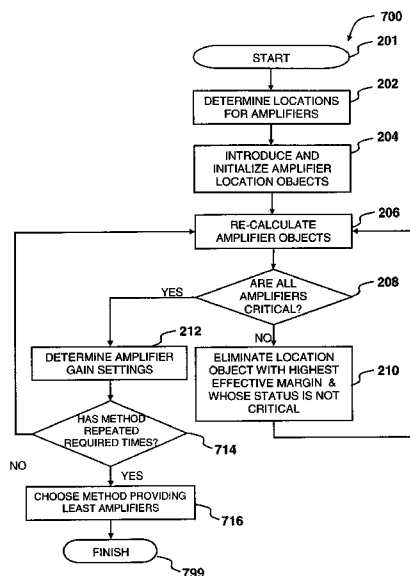 700
START
201
DETERMINE LOCATIONS
FOR AMPLIFIERS
202
INTRODUCE AND
INITIALIZE AMPLIFIER
LOCATION OBJECTS
204
RE-CALCULATE
AMPLIFIER OBJECTS
206
ARE ALL
AMPLIFIERS
CRITICAL?
208
YES
NO
212
DETERMINE AMPLIFIER
GAIN SETTINGS
ELIMINATE LOCATION
OBJECT WITH HIGHEST
EFFECTIVE MARGIN &
WHOSE STATUS IS NOT
CRITICAL
210
HAS METHOD
REPEATED
REQUIRED TIMES?
714
NO
YES
CHOOSE METHOD PROVIDING
LEAST AMPLIFIERS
716
FINISH
799